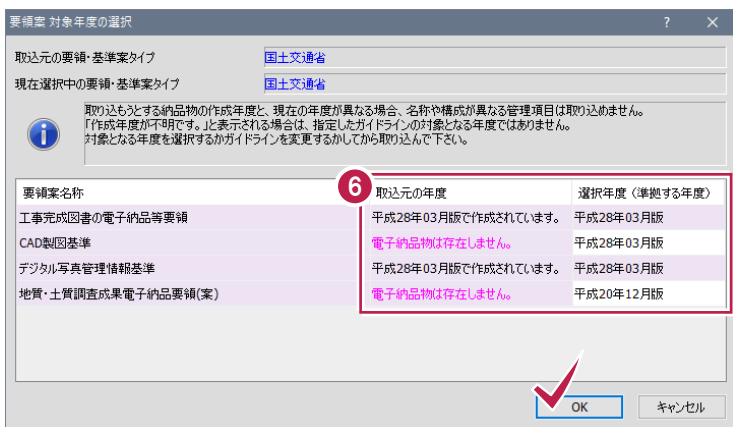 要領案 対象年度の選択 ? ×
取込元の要領・基準案タイプ 国土交通省
現在選択中の要領・基準案タイプ 国土交通省
取り込もうとする納品物の作成年度と、現在の年度が異なる場合、名称や構成が異なる管理項目は取り込めません。
「作成年度が不明です。」と表示される場合は、指定したガイドラインの対象となる年度ではありません。
対象となる年度を選択するかガイドラインを変更するかしてから取り込んで下さい。
6
要領案名称 取込元の年度 選択年度（準拠する年度）
工事完成図書の電子納品等要領 平成28年03月版で作成されています。 平成28年03月版
CAD製図基準 電子納品物は存在しません。 平成28年03月版
デジタル写真管理情報基準 平成28年03月版で作成されています。 平成28年03月版
地質・土質調査成果電子納品要領(案) 電子納品物は存在しません。 平成20年12月版
OK キャンセル